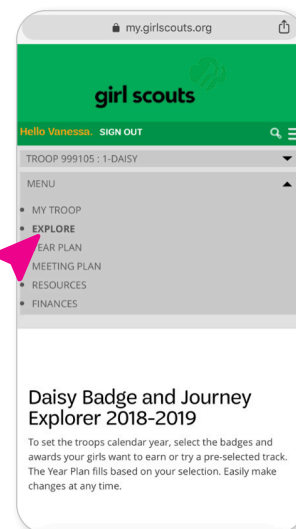 my.girlscouts.org
girl scouts
Hello Vanessa. SIGN OUT
TROOP 999105 : 1-DAISY
MENU
MY TROOP
EXPLORE
YEAR PLAN
MEETING PLAN
RESOURCES
FINANCES
Daisy Badge and Journey
Explorer 2018-2019
To set the troops calendar year, select the badges and
awards your girls want to earn or try a pre-selected track.
The Year Plan fills based on your selection. Easily make
changes at any time.